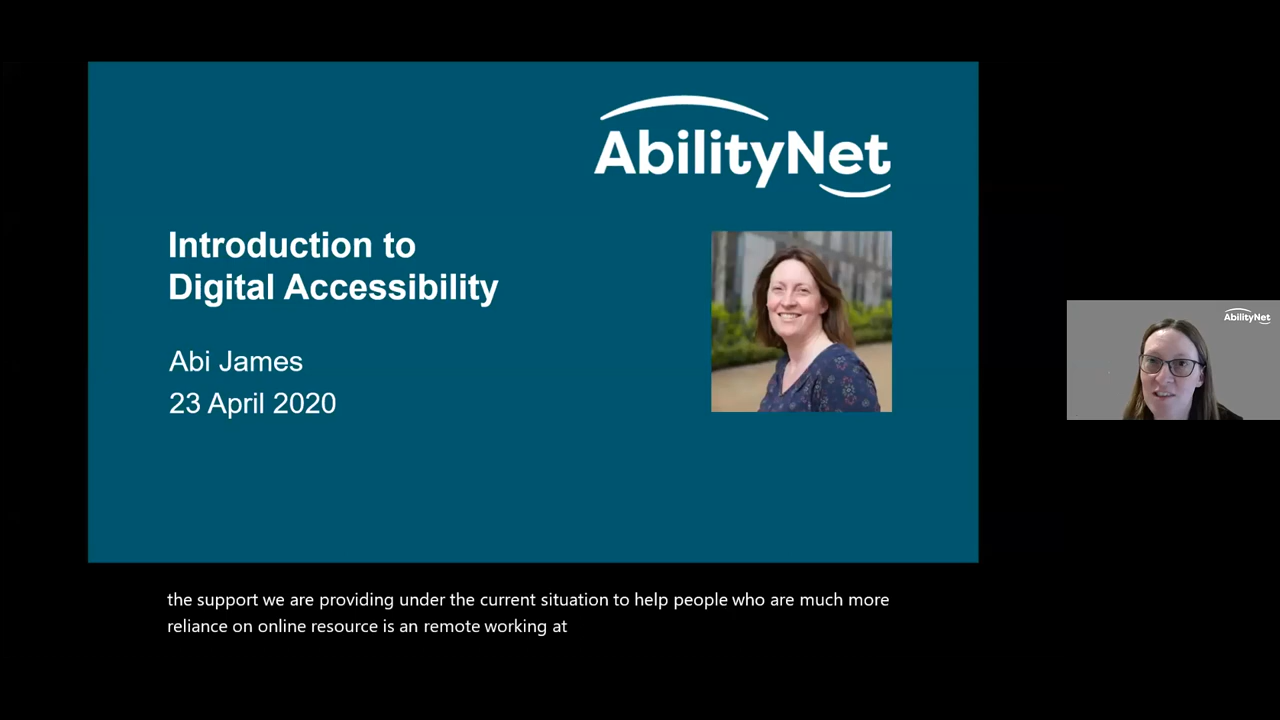 AbilityNet
Introduction to
Digital Accessibility
Abi James
23 April 2020
AbilityNet
the support we are providing under the current situation to help people who are much more
reliance on online resource is an remote working at